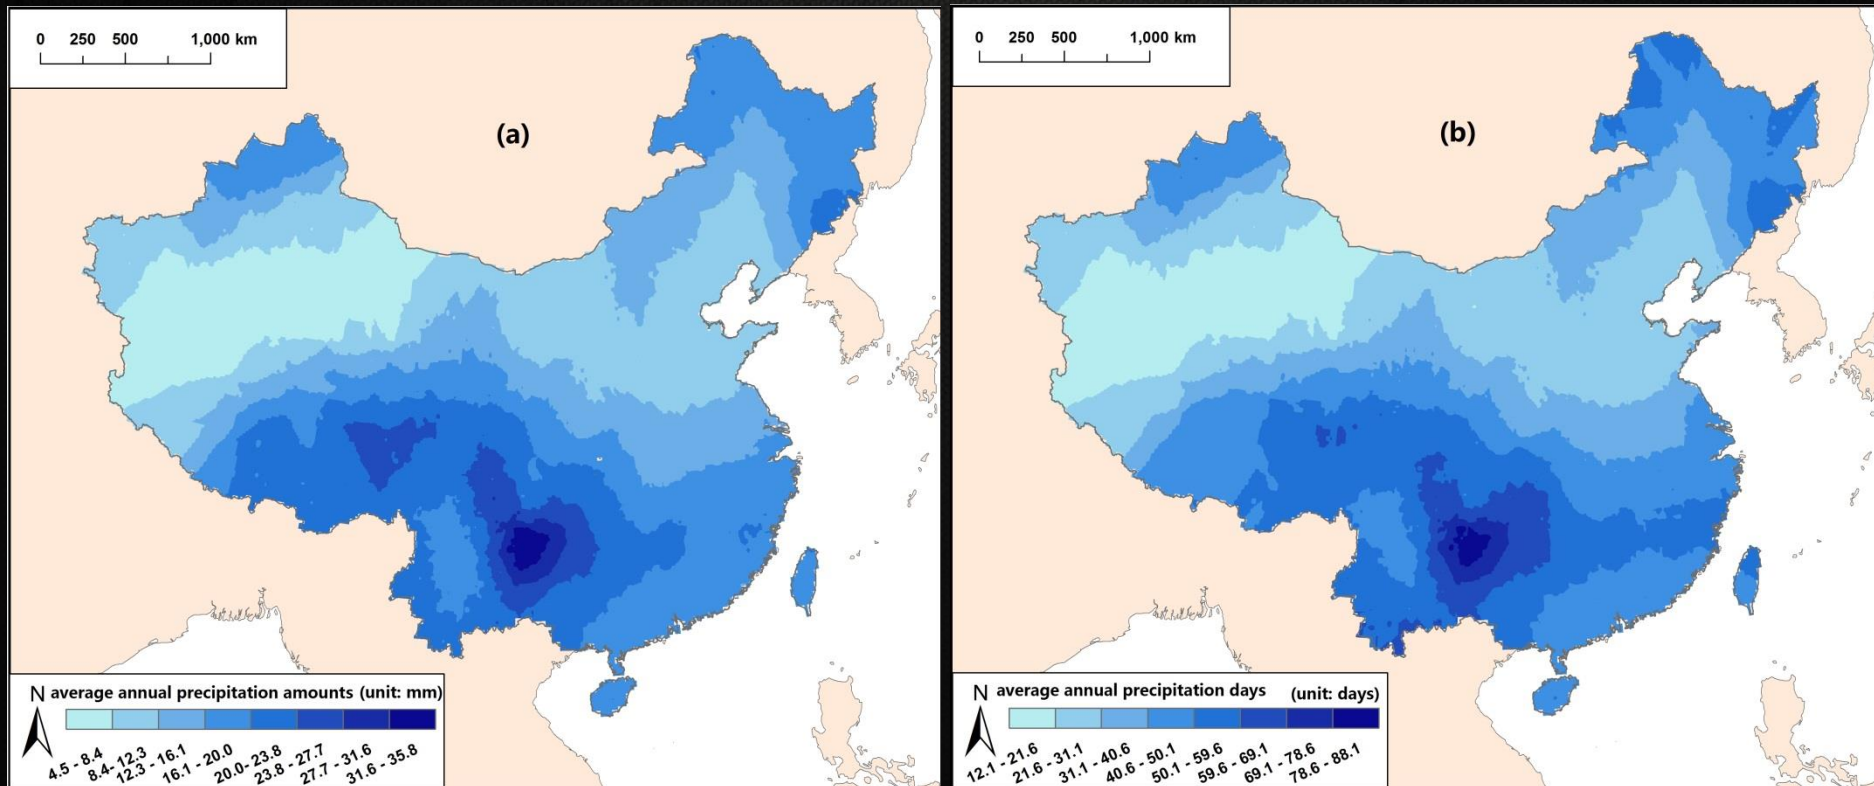 0 250 500 1,000 km
(a)
N average annual precipitation amounts (unit: mm)
4.5 - 8.4
8.4- 12.3
12.3 - 16.1
16.1 - 20.0
20.0- 23.8
23.8 - 27.7
27.7 - 31.6
31.6 - 35.8
0 250 500 1,000 km
(b)
N average annual precipitation days (unit: days)
12.1 - 21.6
21.6 - 31.1
31.1 - 40.6
40.6 - 50.1
50.1 - 59.6
59.6 - 69.1
69.1 - 78.6
78.6 - 88.1